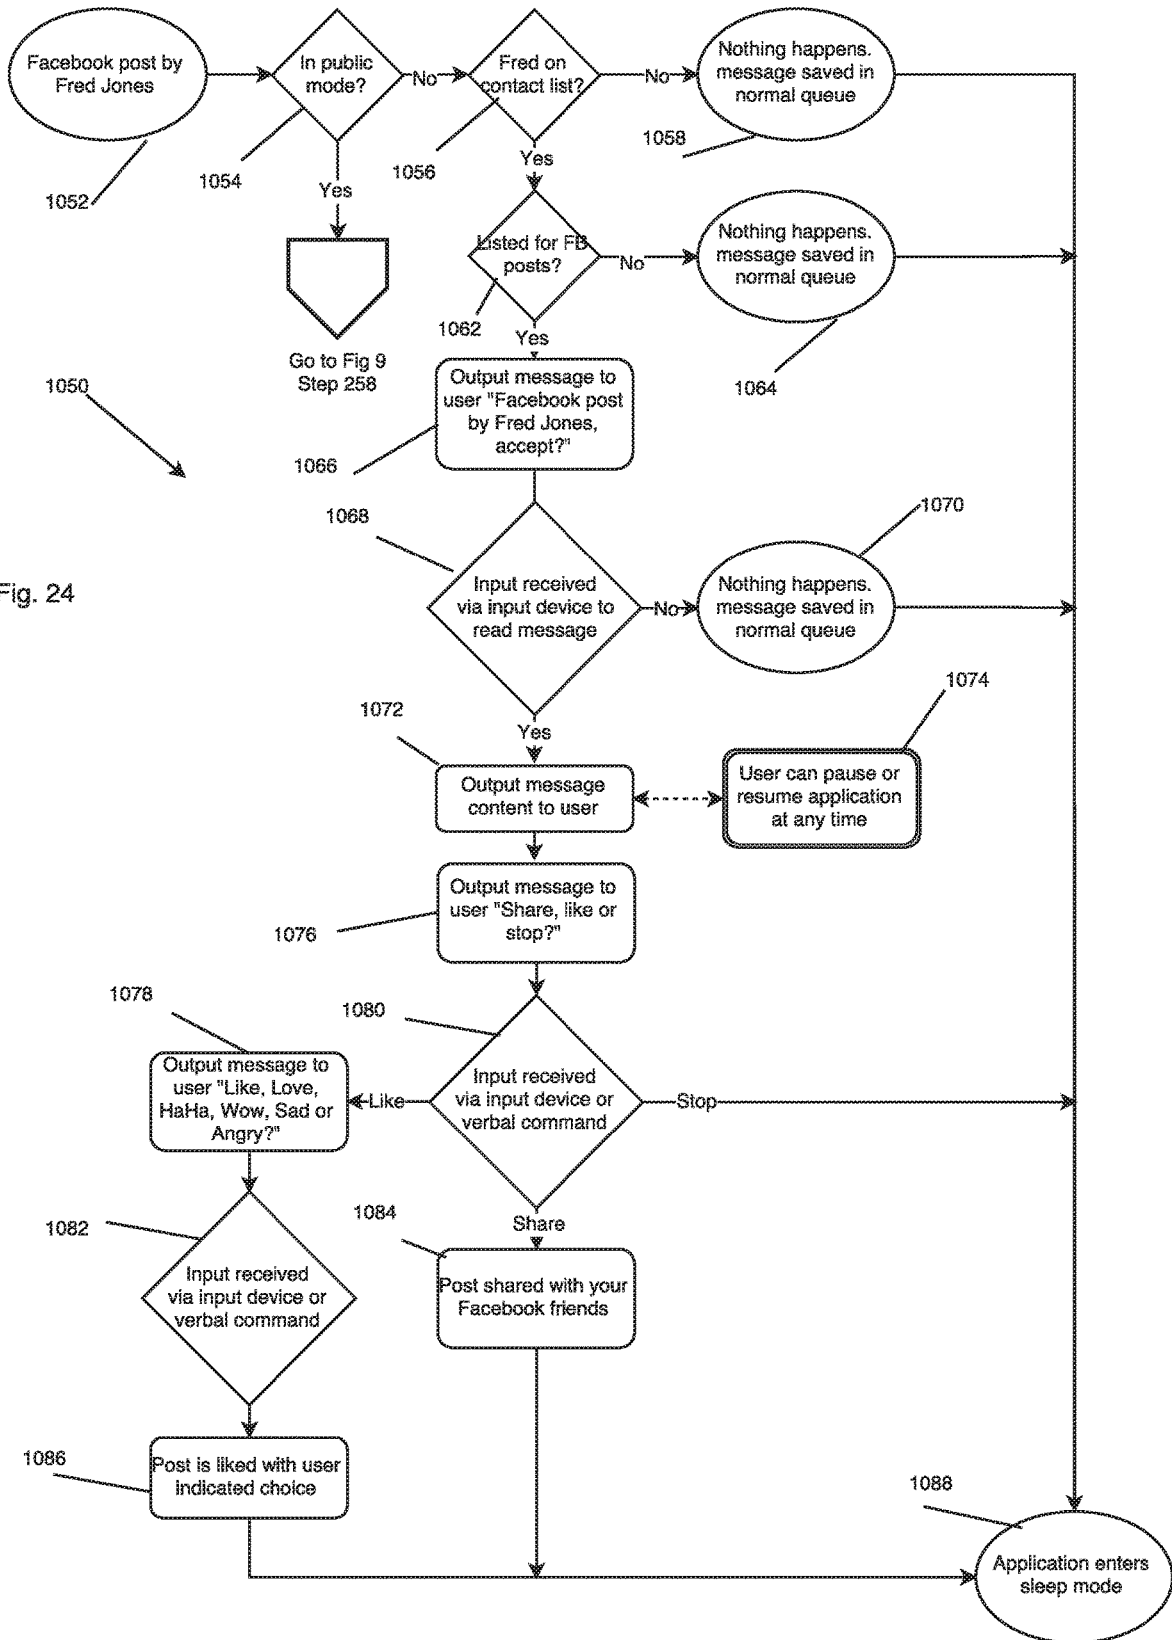 Facebook post by
Fred Jones
In public
mode?
No
Fred on
contact list?
No
Nothing happens.
message saved in
normal queue
1052
1054
Yes
1056
Yes
1058
Go to Fig 9
Step 258
Listed for FB
posts?
No
Nothing happens.
message saved in
normal queue
1062
Yes
1064
1050
Output message to
user "Facebook post
by Fred Jones,
accept?"
1066
1068
1070
Fig. 24
Input received
via input device to
read message
No
Nothing happens.
message saved in
normal queue
1072
Yes
1074
Output message
content to user
User can pause or
resume application
at any time
Output message to
user "Share, like or
stop?"
1076
1078
1080
Output message to
user "Like, Love,
HaHa, Wow, Sad or
Angry?"
Like
Input received
via input device or
verbal command
Stop
1082
1084
Share
Input received
via input device or
verbal command
Post shared with your
Facebook friends
1086
Post is liked with user
indicated choice
1088
Application enters
sleep mode